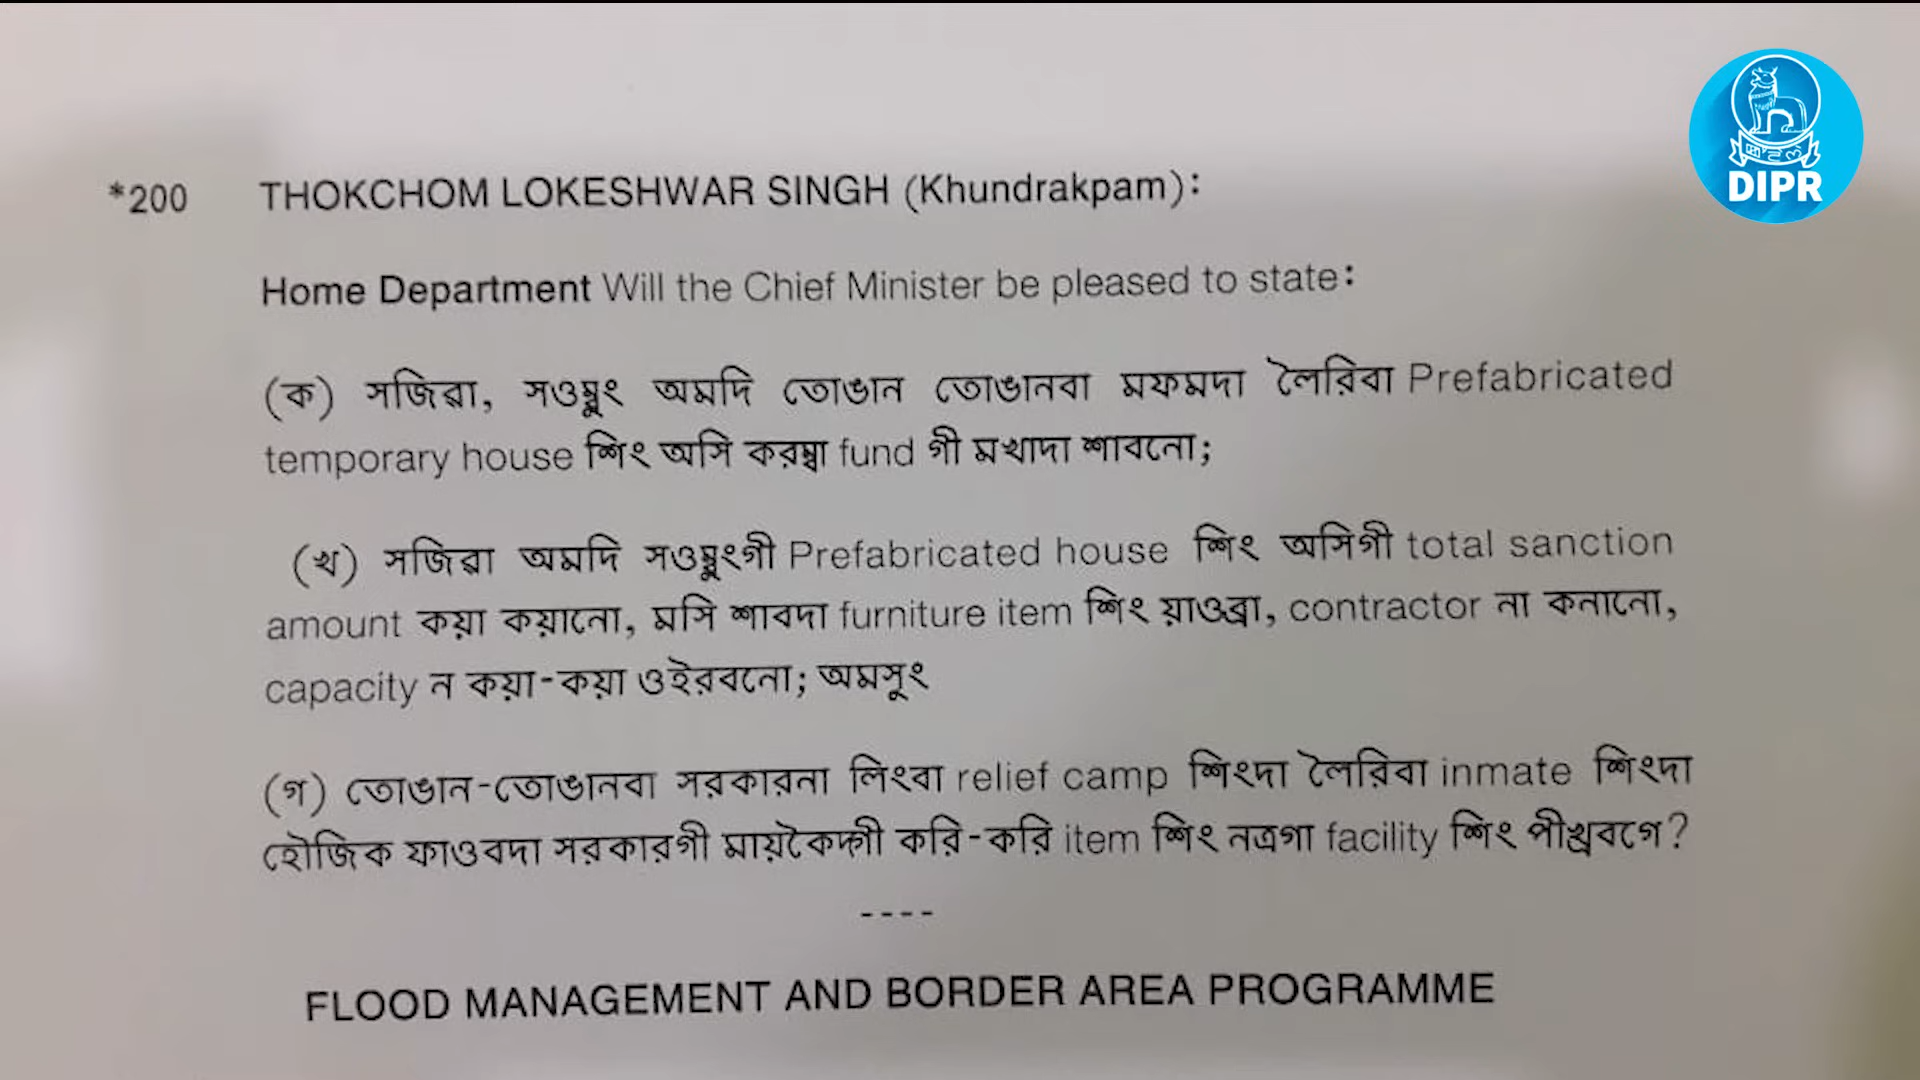 *200 THOKCHOM LOKESHWAR SINGH (Khundrakpam):
Home Department Will the Chief Minister be pleased to state:
(ক) সজিৱা, সওম্বুং অমদি তোঙান তোঙানবা মফমদা লৈরিবা Prefabricated
temporary house শিং অসি করম্বা fund গী মখাদা শাবনো;
(খ) সজিৱা অমদি সওম্বুংগী Prefabricated house শিং অসিগী total sanction
amount কয়া কয়ানো, মসি শাবদা furniture item শিং য়াওব্রা, contractor না কনানো,
capacity ন কয়া-কয়া ওইরবনো; অমসুং
(গ) তোঙান-তোঙানবা সরকারনা লিংবা relief camp শিংদা লৈরিবা inmate শিংদা
হৌজিক ফাওবদা সরকারগী মায়কৈদগী করি-করি item শিং নত্রগা facility শিং পীখ্রবগে?
----
FLOOD MANAGEMENT AND BORDER AREA PROGRAMME
DIPR